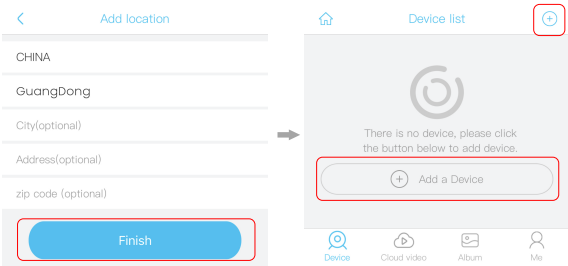 Add location
CHINA
GuangDong
City(optional)
Address(optional)
zip code (optional)
Finish
Device list
There is no device, please click
the button below to add device.
Add a Device
Device
Cloud video
Album
Me